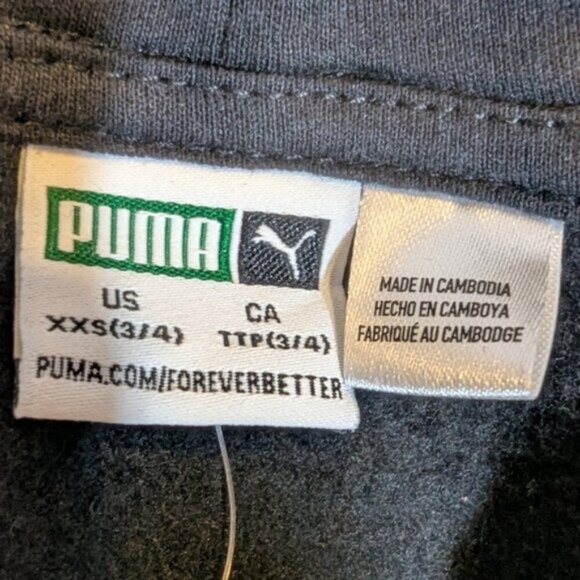 PUMA
US CA
XXS(3/4) TTP(3/4)
PUMA.COM/FOREVERBETTER
MADE IN CAMBODIA
HECHO EN CAMBOYA
FABRIQUÉ AU CAMBODGE